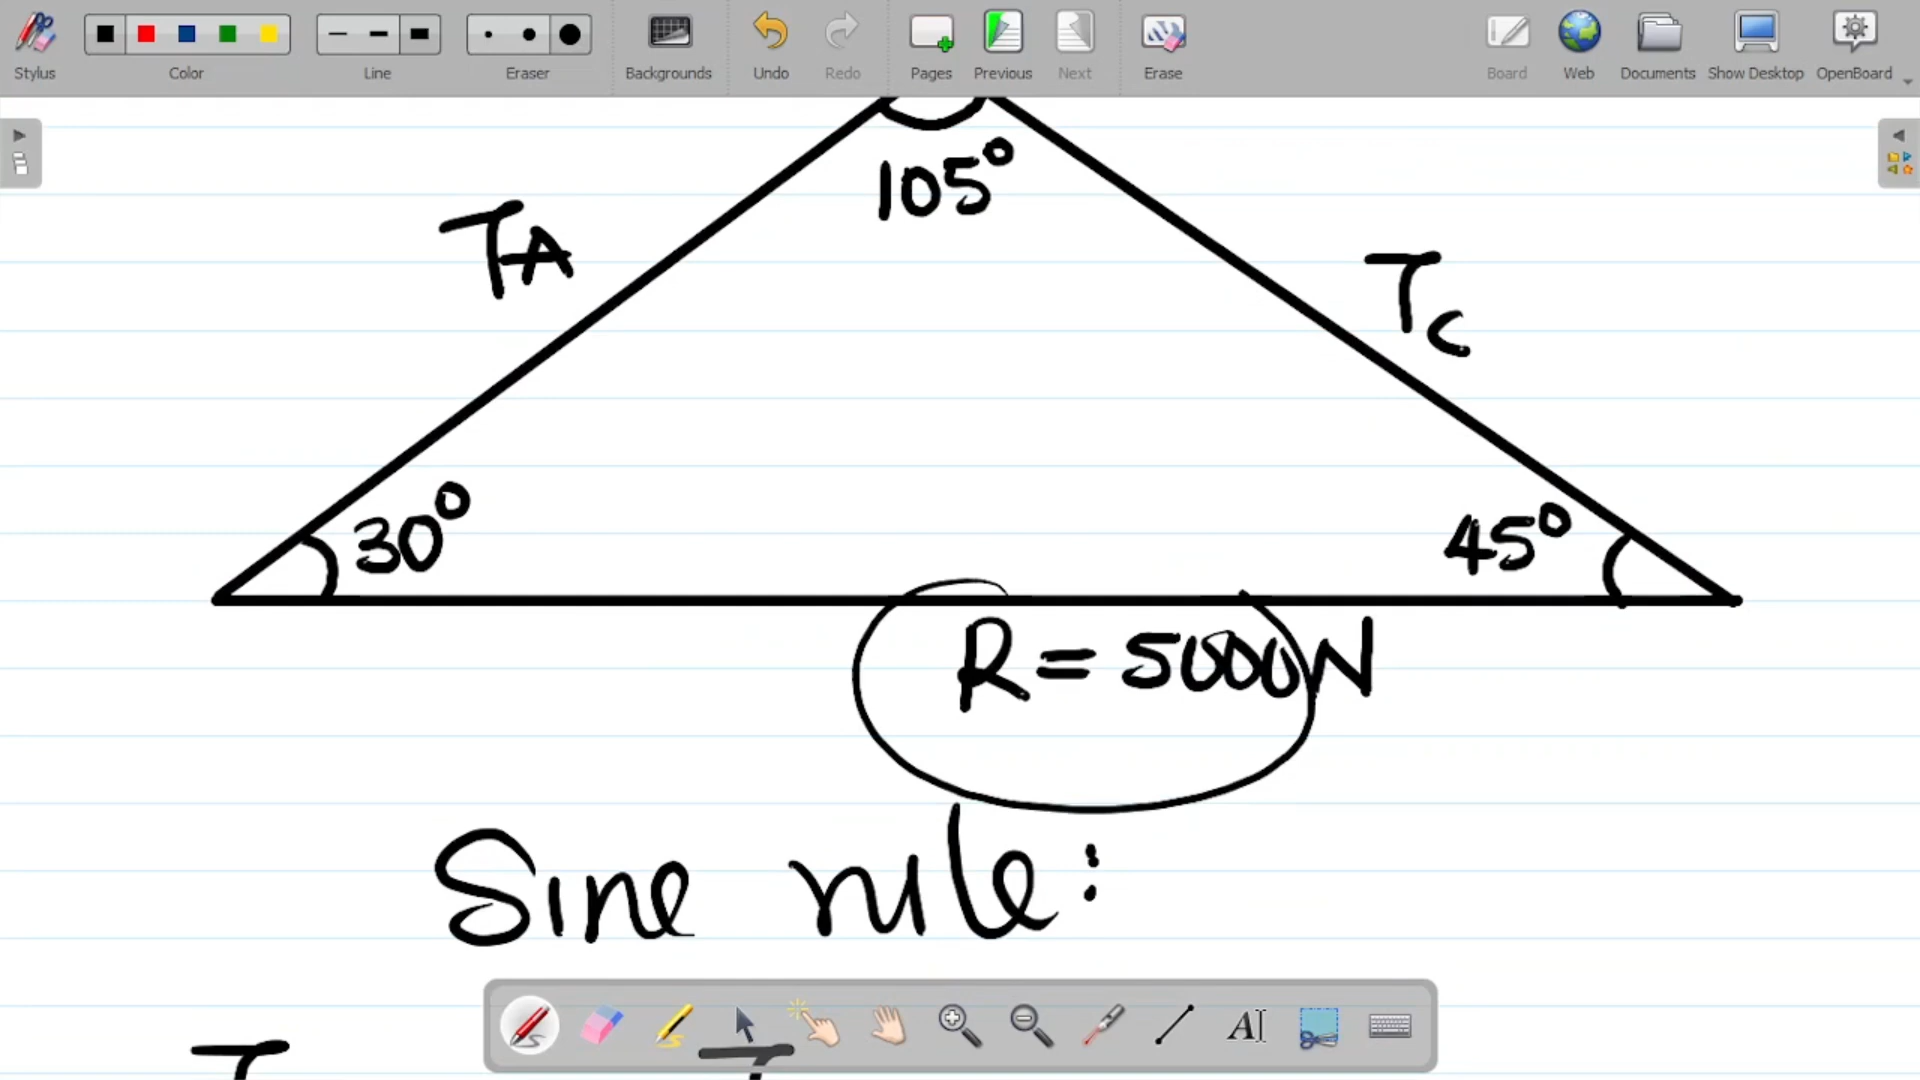 Stylus Color Line Eraser Backgrounds Undo Redo Pages Previous Next Erase Board Web Documents Show Desktop OpenBoard
105°
TA
TC
30°
45°
R = 5000N
Sine rule: